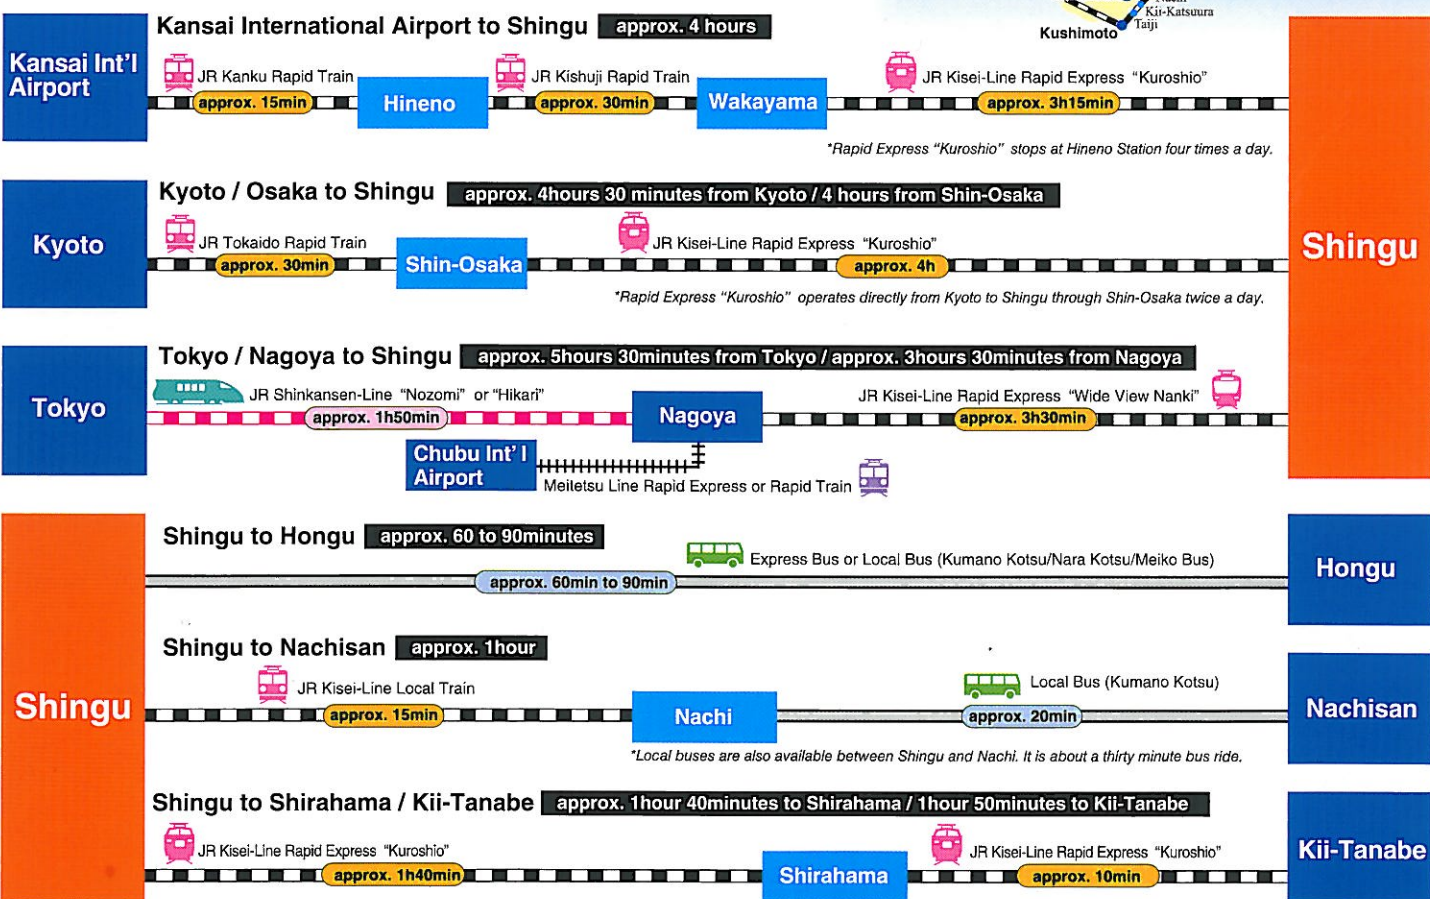 Nachi
Kii-Katsuura
Taiji
Kushimoto
Kansai International Airport to Shingu approx. 4 hours
Kansai Int'l
Airport
JR Kanku Rapid Train
approx. 15min
Hineno
JR Kishuji Rapid Train
approx. 30min
Wakayama
JR Kisei-Line Rapid Express "Kuroshio"
approx. 3h15min
*Rapid Express "Kuroshio" stops at Hineno Station four times a day.
Shingu
Kyoto / Osaka to Shingu approx. 4hours 30 minutes from Kyoto / 4 hours from Shin-Osaka
Kyoto
JR Tokaido Rapid Train
approx. 30min
Shin-Osaka
JR Kisei-Line Rapid Express "Kuroshio"
approx. 4h
*Rapid Express "Kuroshio" operates directly from Kyoto to Shingu through Shin-Osaka twice a day.
Tokyo / Nagoya to Shingu approx. 5hours 30minutes from Tokyo / approx. 3hours 30minutes from Nagoya
Tokyo
JR Shinkansen-Line "Nozomi" or "Hikari"
approx. 1h50min
Nagoya
JR Kisei-Line Rapid Express "Wide View Nanki"
approx. 3h30min
Chubu Int' l
Airport
Meitetsu Line Rapid Express or Rapid Train
Shingu
Shingu to Hongu approx. 60 to 90minutes
Express Bus or Local Bus (Kumano Kotsu/Nara Kotsu/Meiko Bus)
approx. 60min to 90min
Hongu
Shingu to Nachisan approx. 1hour
JR Kisei-Line Local Train
approx. 15min
Nachi
Local Bus (Kumano Kotsu)
approx. 20min
Nachisan
*Local buses are also available between Shingu and Nachi. It is about a thirty minute bus ride.
Shingu to Shirahama / Kii-Tanabe approx. 1hour 40minutes to Shirahama / 1hour 50minutes to Kii-Tanabe
JR Kisei-Line Rapid Express "Kuroshio"
approx. 1h40min
Shirahama
JR Kisei-Line Rapid Express "Kuroshio"
approx. 10min
Kii-Tanabe